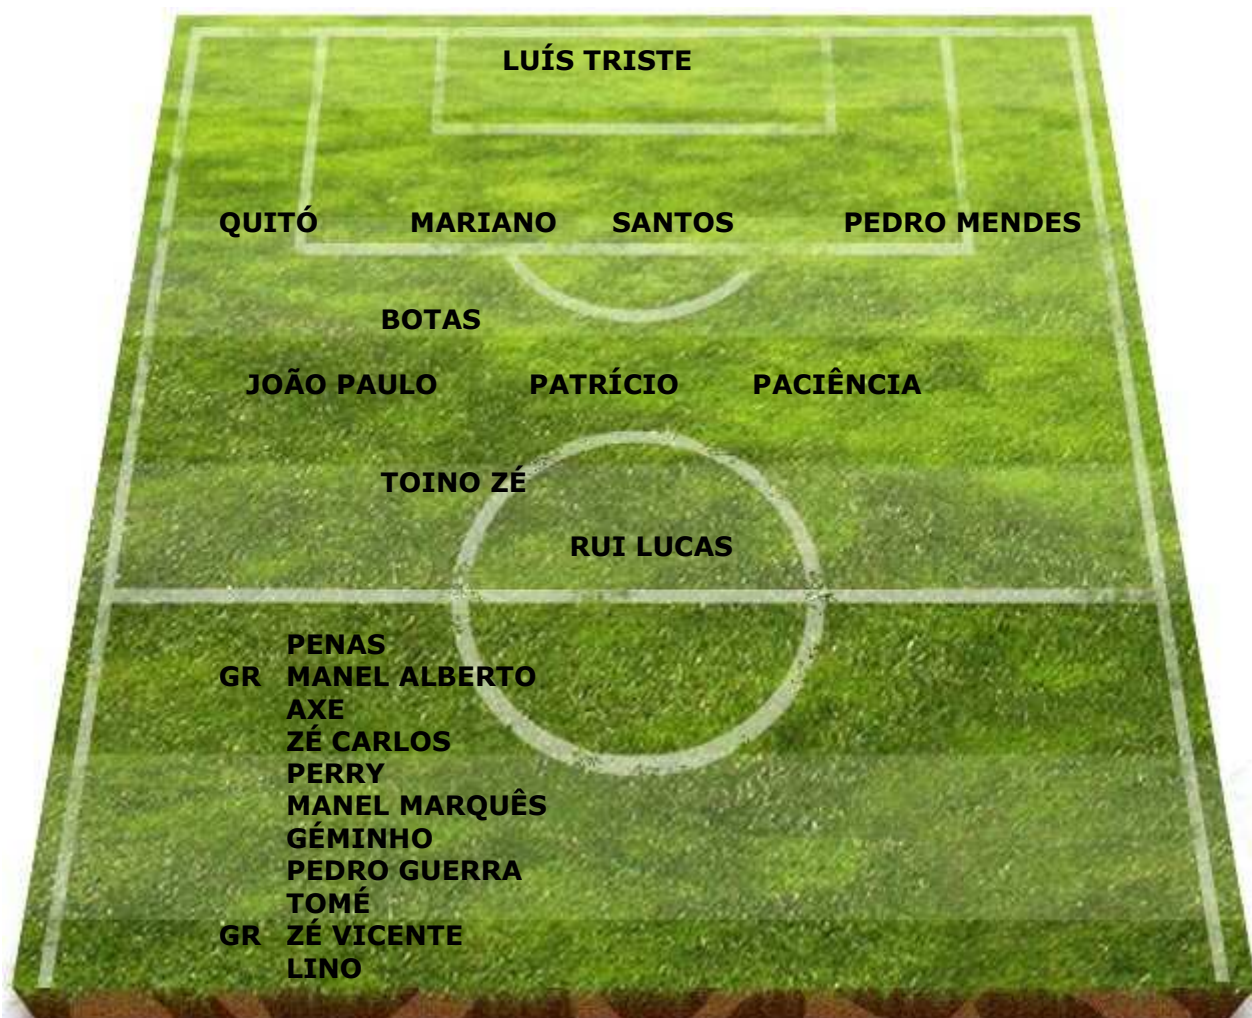 LUÍS TRISTE
QUITÓ MARIANO SANTOS PEDRO MENDES
BOTAS
JOÃO PAULO PATRÍCIO PACIÊNCIA
TOINO ZÉ
RUI LUCAS
PENAS
GR MANEL ALBERTO
AXE
ZÉ CARLOS
PERRY
MANEL MARQUÊS
GÉMINHO
PEDRO GUERRA
TOMÉ
GR ZÉ VICENTE
LINO